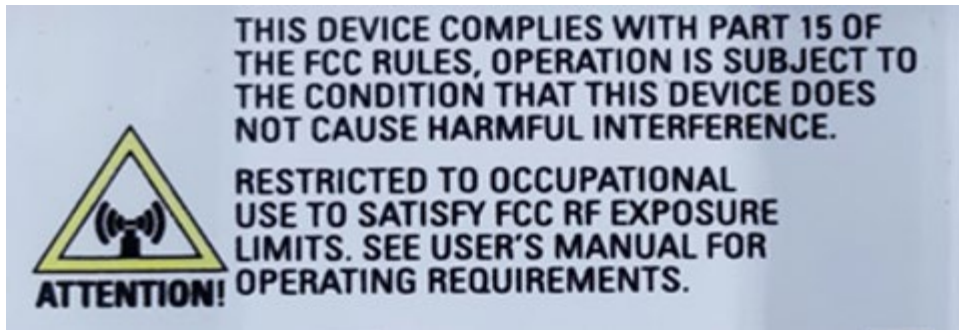 THIS DEVICE COMPLIES WITH PART 15 OF
THE FCC RULES, OPERATION IS SUBJECT TO
THE CONDITION THAT THIS DEVICE DOES
NOT CAUSE HARMFUL INTERFERENCE.
RESTRICTED TO OCCUPATIONAL
USE TO SATISFY FCC RF EXPOSURE
LIMITS. SEE USER'S MANUAL FOR
OPERATING REQUIREMENTS.
ATTENTION!